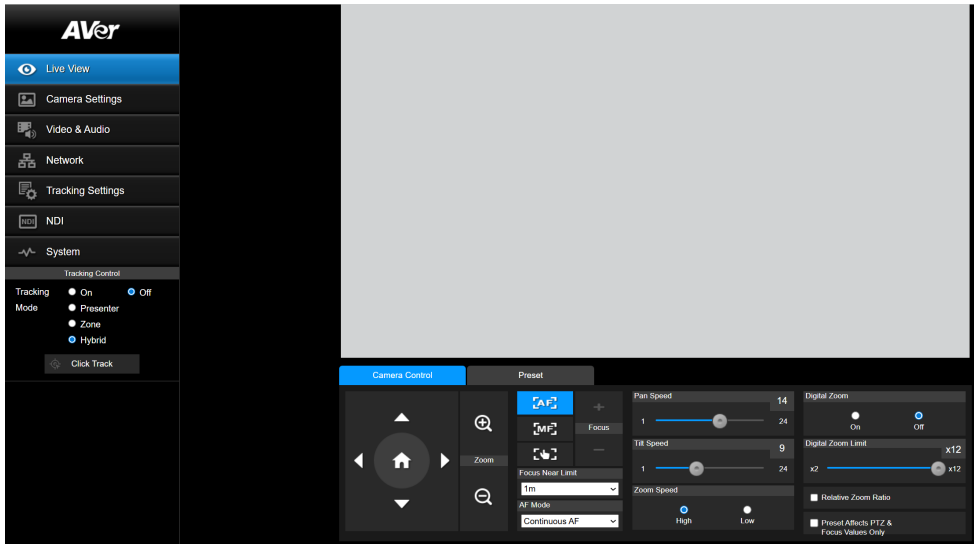 AVer
Live View
Camera Settings
Video & Audio
Network
Tracking Settings
NDI NDI
System
Tracking Control
Tracking On Off
Mode Presenter
Zone
Hybrid
Click Track
Camera Control Preset
AF
MF
Focus
Zoom
Focus Near Limit
1m
AF Mode
Continuous AF
Pan Speed 14
1 24
Tilt Speed 9
1 24
Zoom Speed
High Low
Digital Zoom
On Off
Digital Zoom Limit x12
x2 x12
Relative Zoom Ratio
Preset Affects PTZ &
Focus Values Only